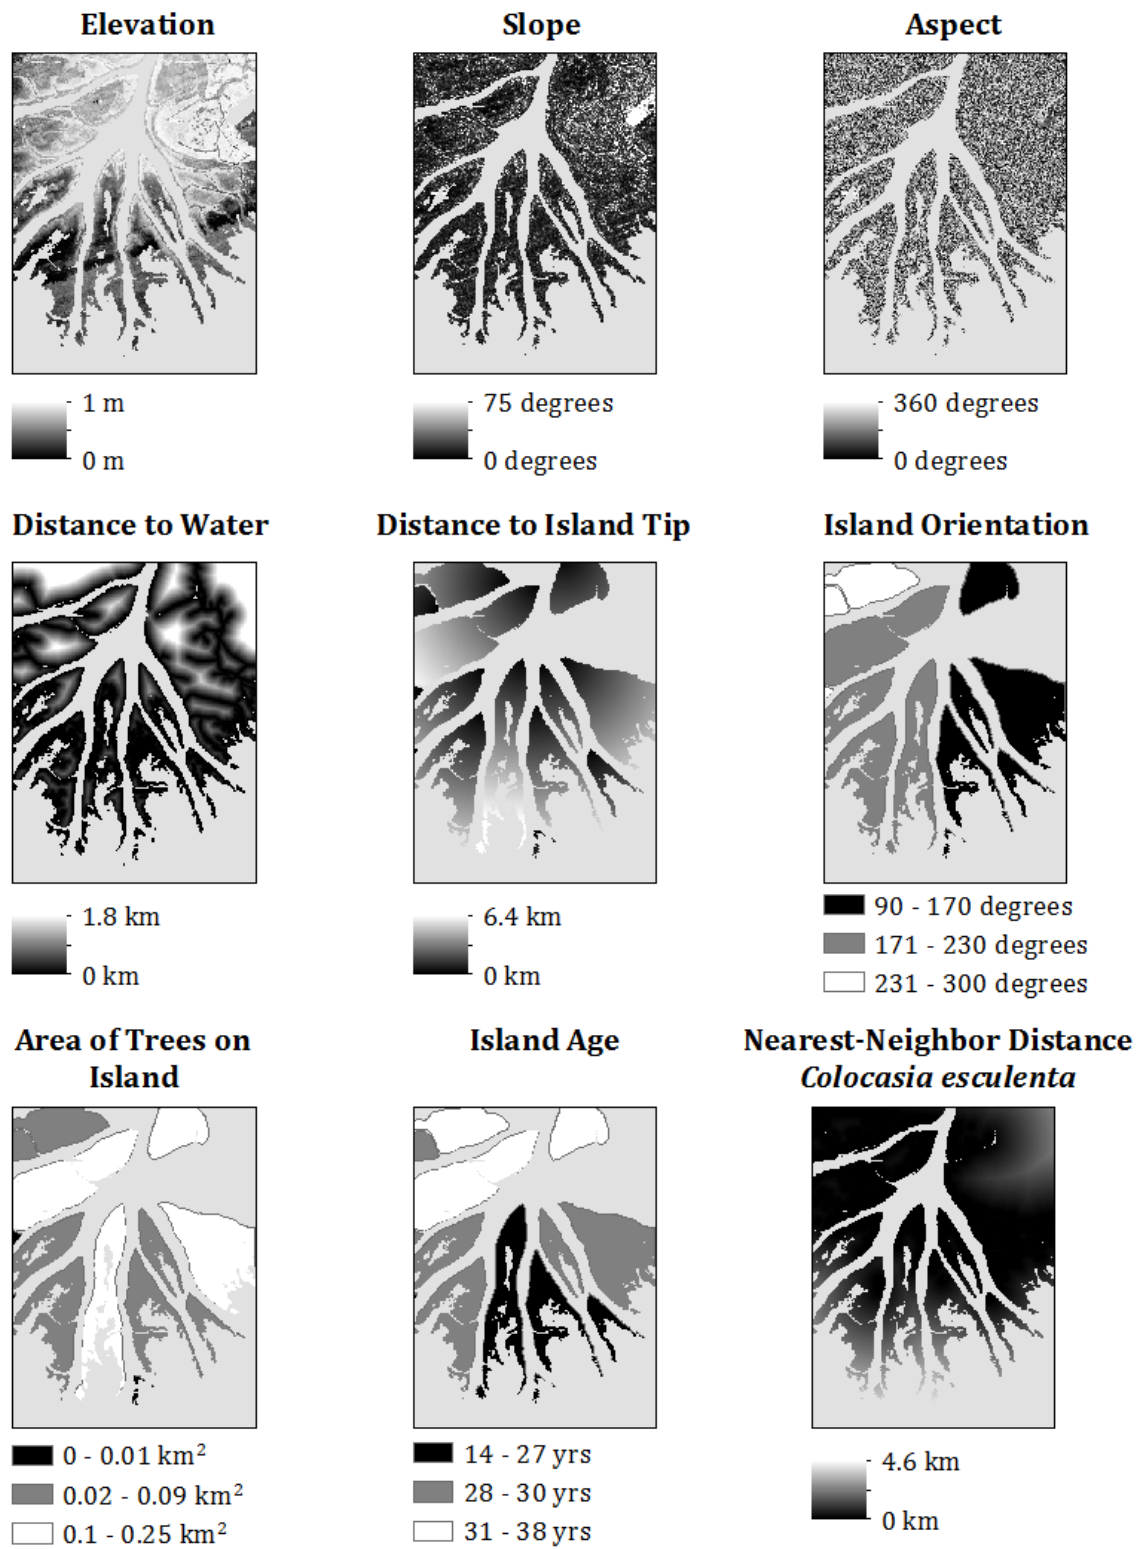 Elevation
Slope
Aspect
1 m
0 m
75 degrees
0 degrees
360 degrees
0 degrees
Distance to Water
Distance to Island Tip
Island Orientation
1.8 km
0 km
6.4 km
0 km
90 - 170 degrees
171 - 230 degrees
231 - 300 degrees
Area of Trees on
Island
Island Age
Nearest-Neighbor Distance
Colocasia esculenta
0 - 0.01 km²
0.02 - 0.09 km²
0.1 - 0.25 km²
14 - 27 yrs
28 - 30 yrs
31 - 38 yrs
4.6 km
0 km